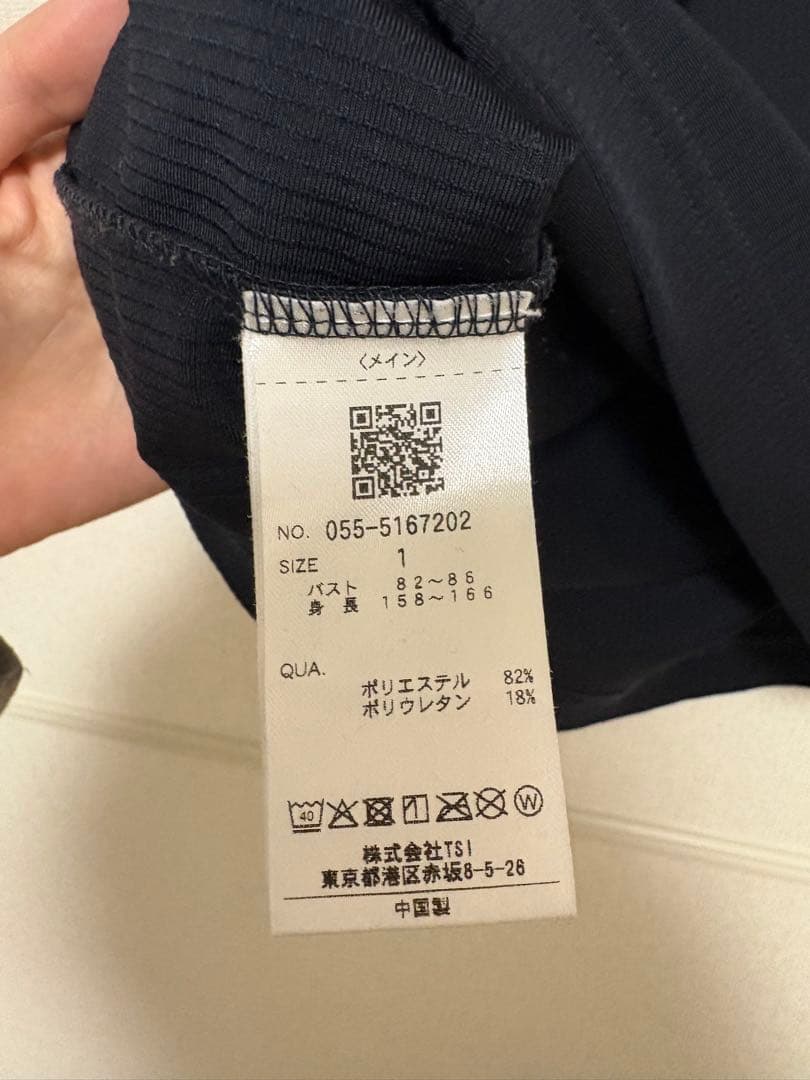 〈メイン〉
NO. 055-5167202
SIZE 1
バスト 82～86
身長 158～166
QUA.
ポリエステル 82%
ポリウレタン 18%
40 W
株式会社TSI
東京都港区赤坂8-5-26
中国製